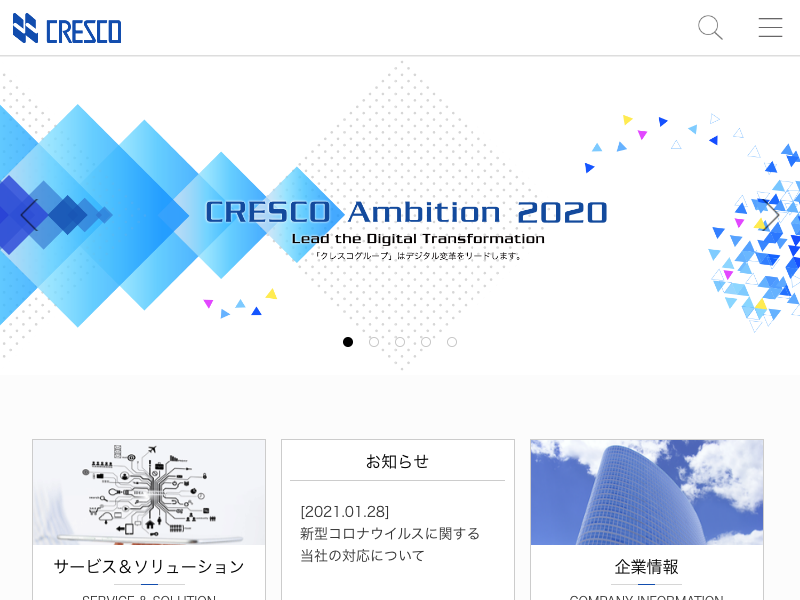 CRESCO
CRESCO Ambition 2020
Lead the Digital Transformation
「クレスコグループ」はデジタル変革をリードします。
お知らせ
[2021.01.28]
新型コロナウイルスに関する
当社の対応について
サービス＆ソリューション
SERVICE & SOLUTION
企業情報
COMPANY INFORMATION